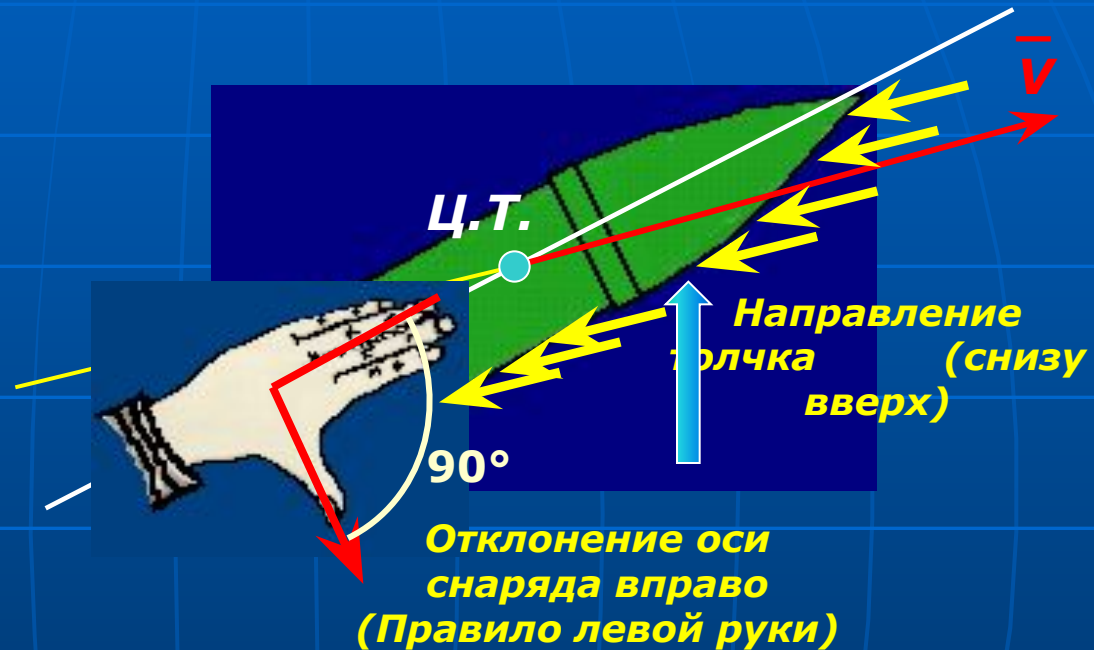 V
Ц.Т.
Направление
толчка (снизу
вверх)
90°
Отклонение оси
снаряда вправо
(Правило левой руки)